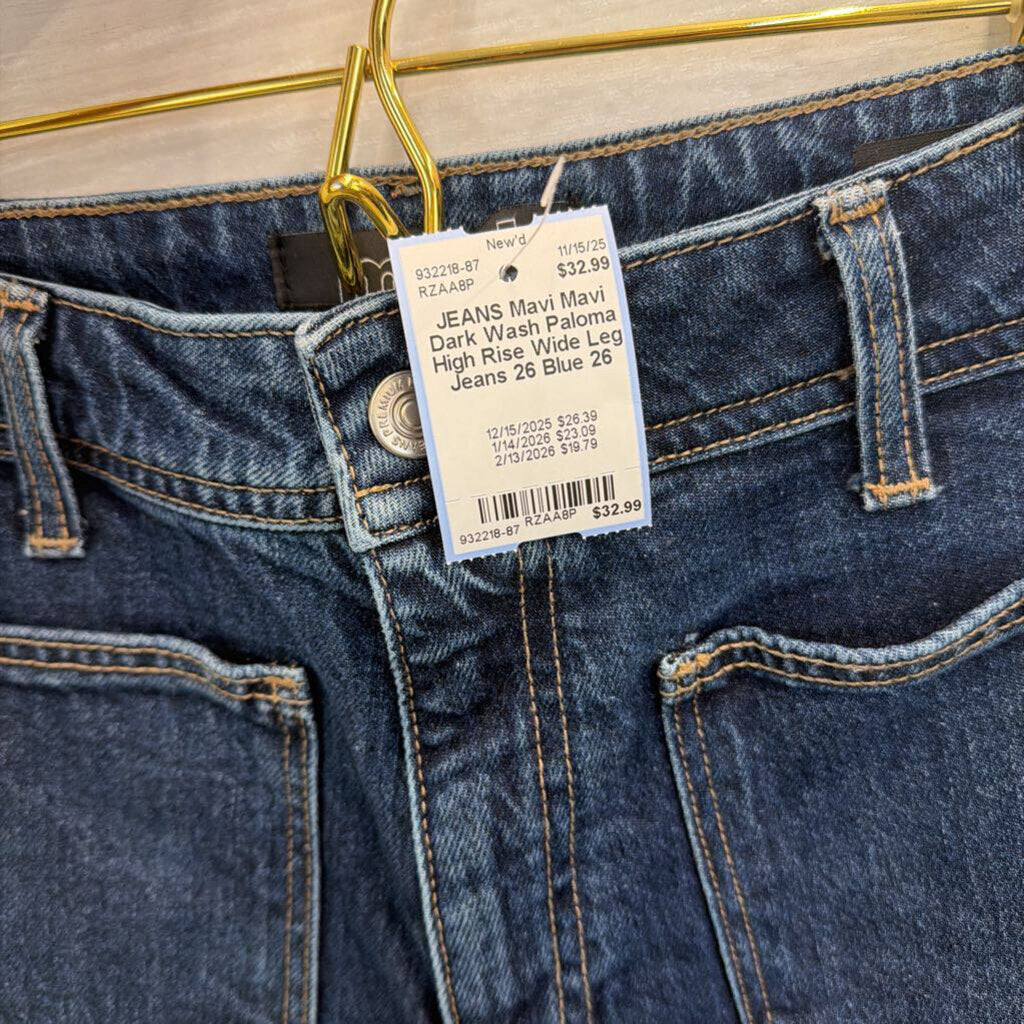 New'd
932218-87
11/15/25
RZAA8P
$32.99
JEANS Mavi Mavi
Dark Wash Paloma
High Rise Wide Leg
Jeans 26 Blue 26
12/15/2025 $26.39
1/14/2026 $23.09
2/13/2026 $19.79
932218-87 RZAA8P $32.99
PREMIUM
JEANS